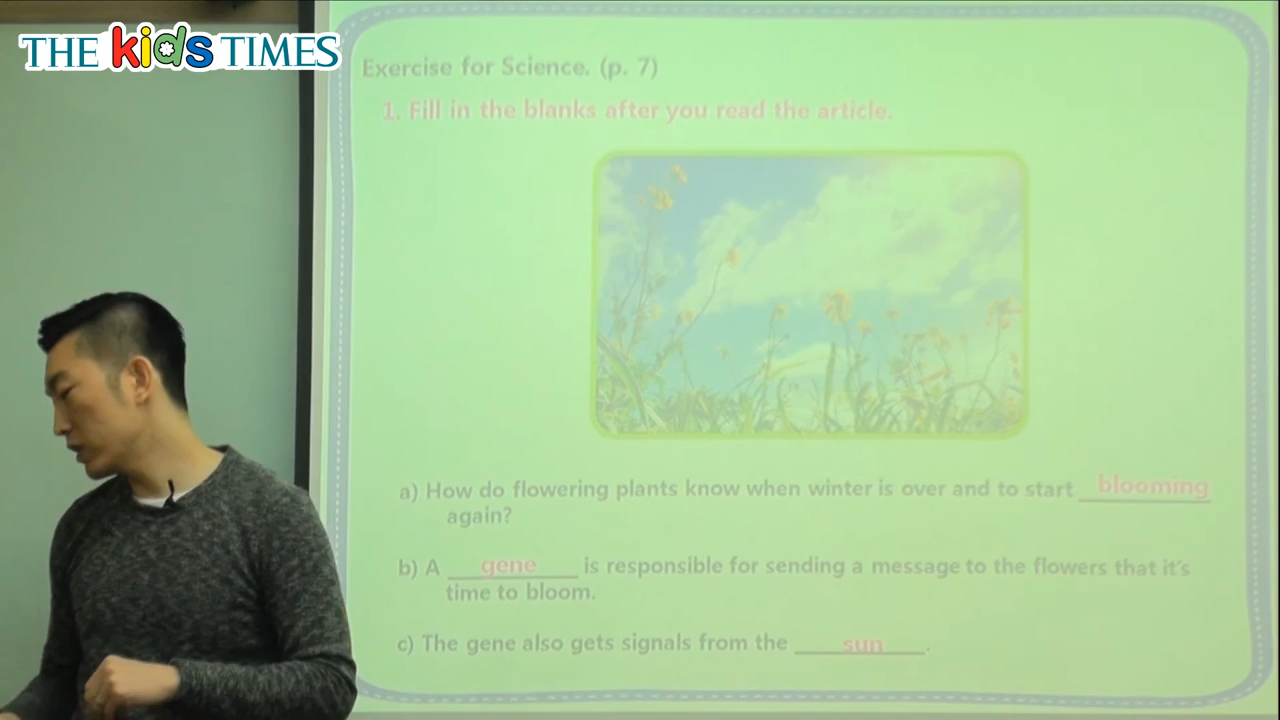 THE kids TIMES
Exercise for Science. (p. 7)
1. Fill in the blanks after you read the article.
a) How do flowering plants know when winter is over and to start blooming
again?
b) A gene is responsible for sending a message to the flowers that it's
time to bloom.
c) The gene also gets signals from the sun.